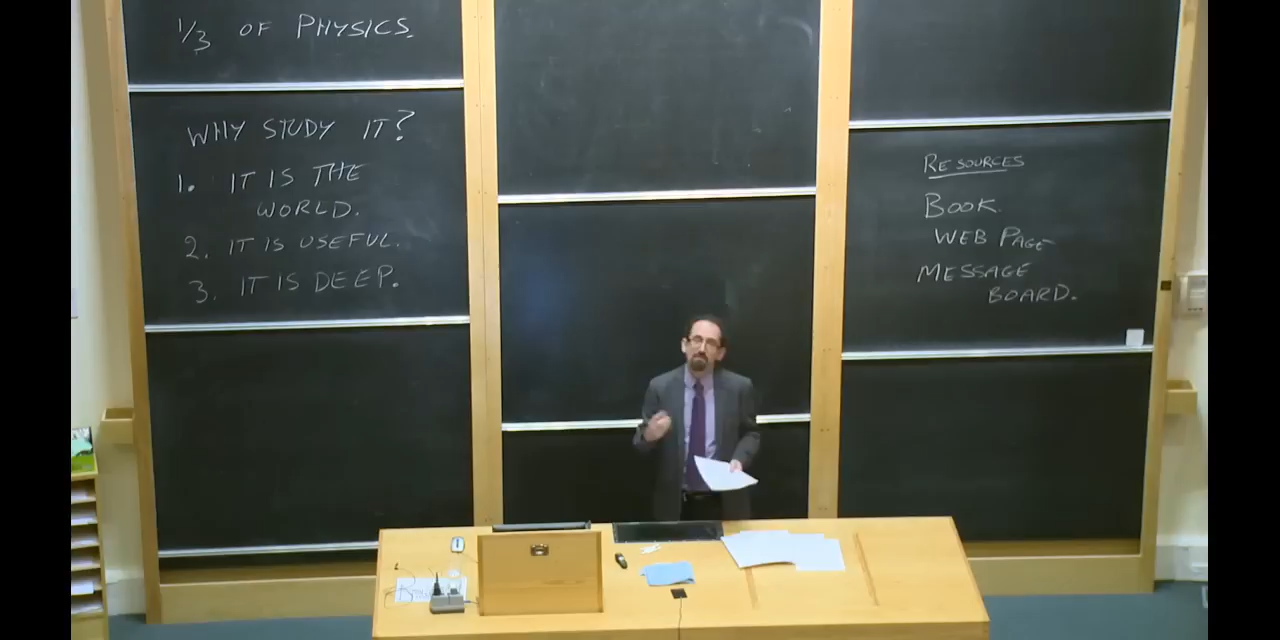 1/3 OF PHYSICS.
WHY STUDY IT?
1. IT IS THE
WORLD.
2. IT IS USEFUL.
3. IT IS DEEP.
RESOURCES
BOOK.
WEB PAGE
MESSAGE
BOARD.